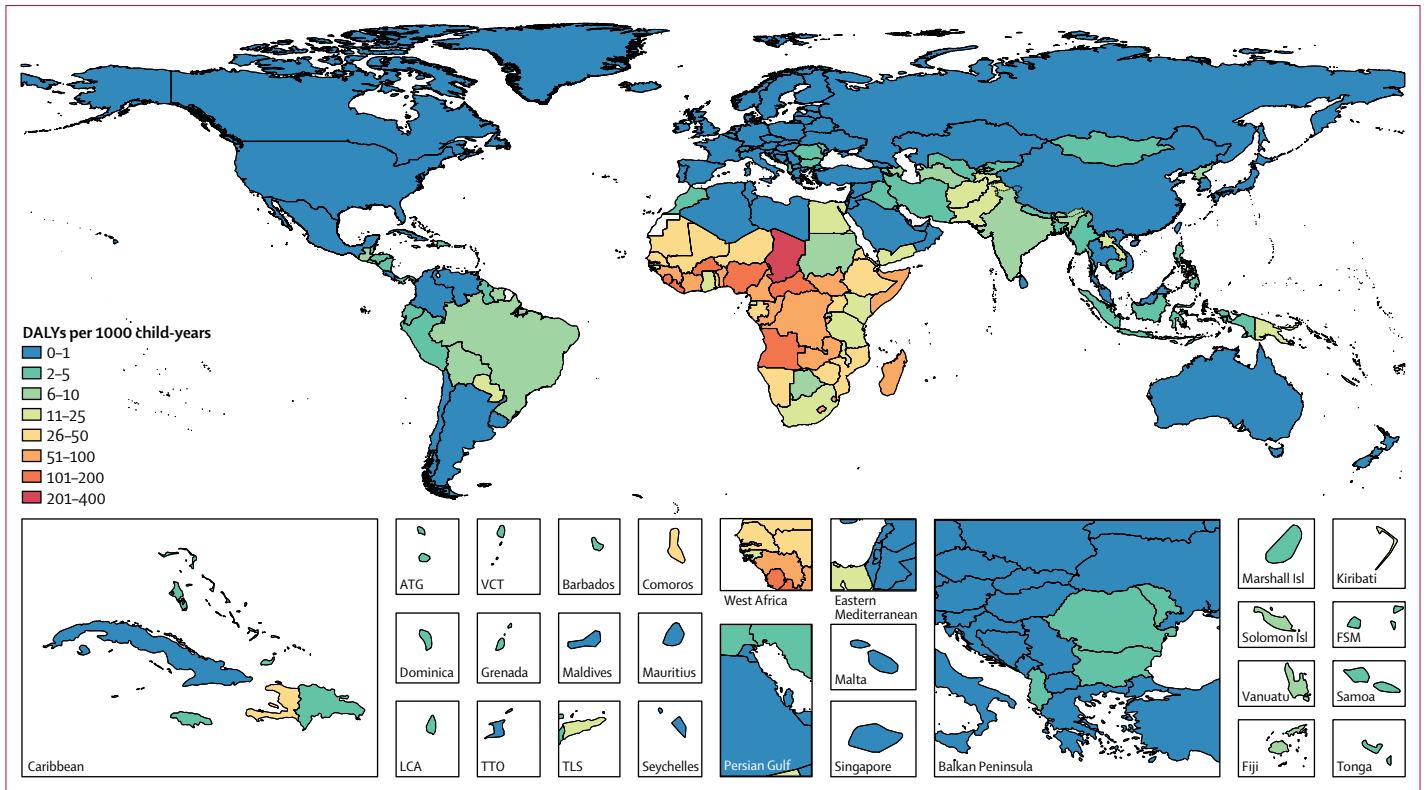 DALYs per 1000 child-years
0–1
2–5
6–10
11–25
26–50
51–100
101–200
201–400
Caribbean
ATG
VCT
Barbados
Comoros
West Africa
Eastern
Mediterranean
Dominica
Grenada
Maldives
Mauritius
LCA
TTO
TLS
Seychelles
Persian Gulf
Malta
Singapore
Balkan Peninsula
Marshall Isl
Kiribati
Solomon Isl
FSM
Vanuatu
Samoa
Fiji
Tonga